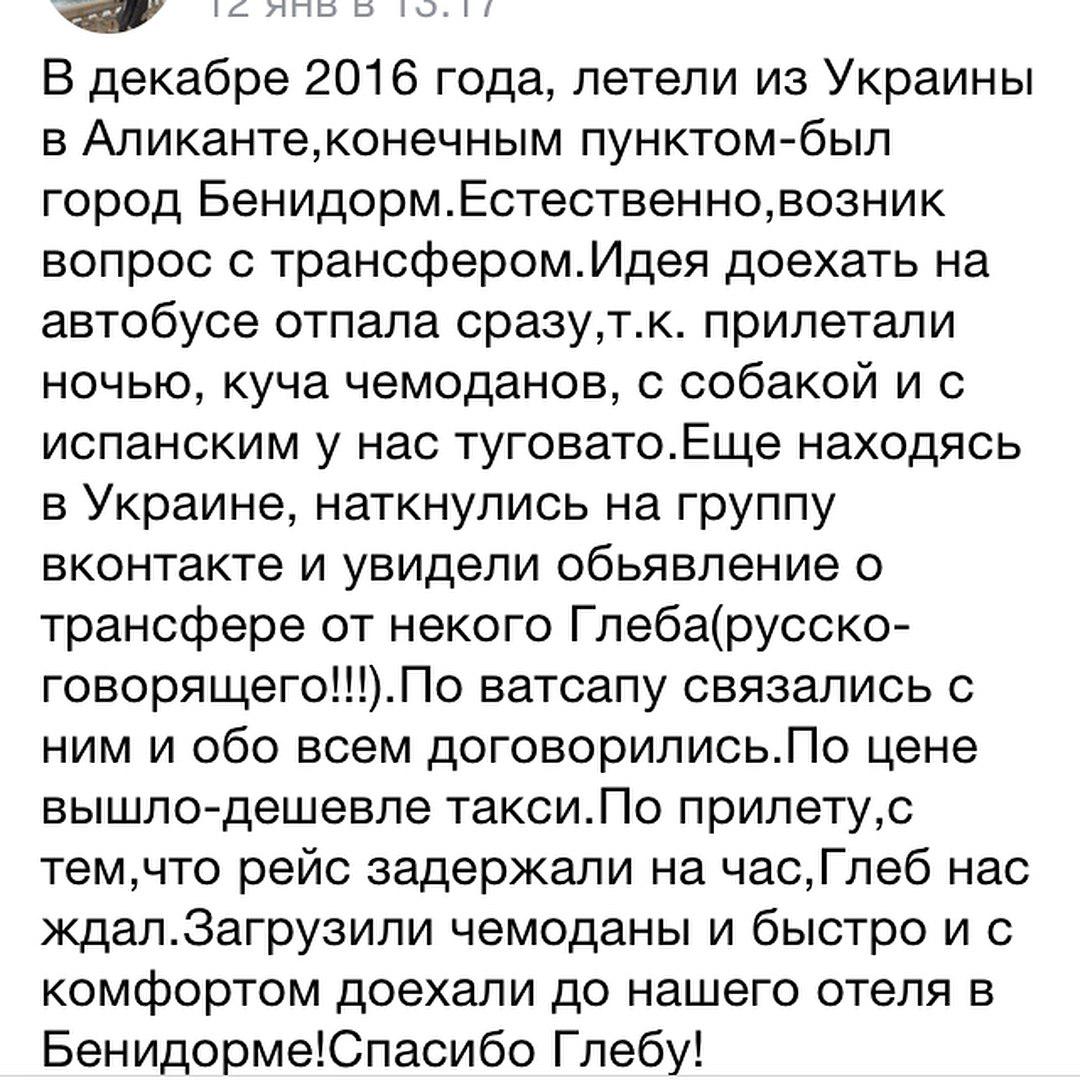 12 янв в 13:17
В декабре 2016 года, летели из Украины
в Аликанте,конечным пунктом-был
город Бенидорм.Естественно,возник
вопрос с трансфером.Идея доехать на
автобусе отпала сразу,т.к. прилетали
ночью, куча чемоданов, с собакой и с
испанским у нас туговато.Еще находясь
в Украине, наткнулись на группу
вконтакте и увидели обьявление о
трансфере от некого Глеба(русско-
говорящего!!!).По ватсапу связались с
ним и обо всем договорились.По цене
вышло-дешевле такси.По прилету,с
тем,что рейс задержали на час,Глеб нас
ждал.Загрузили чемоданы и быстро и с
комфортом доехали до нашего отеля в
Бенидорме!Спасибо Глебу!